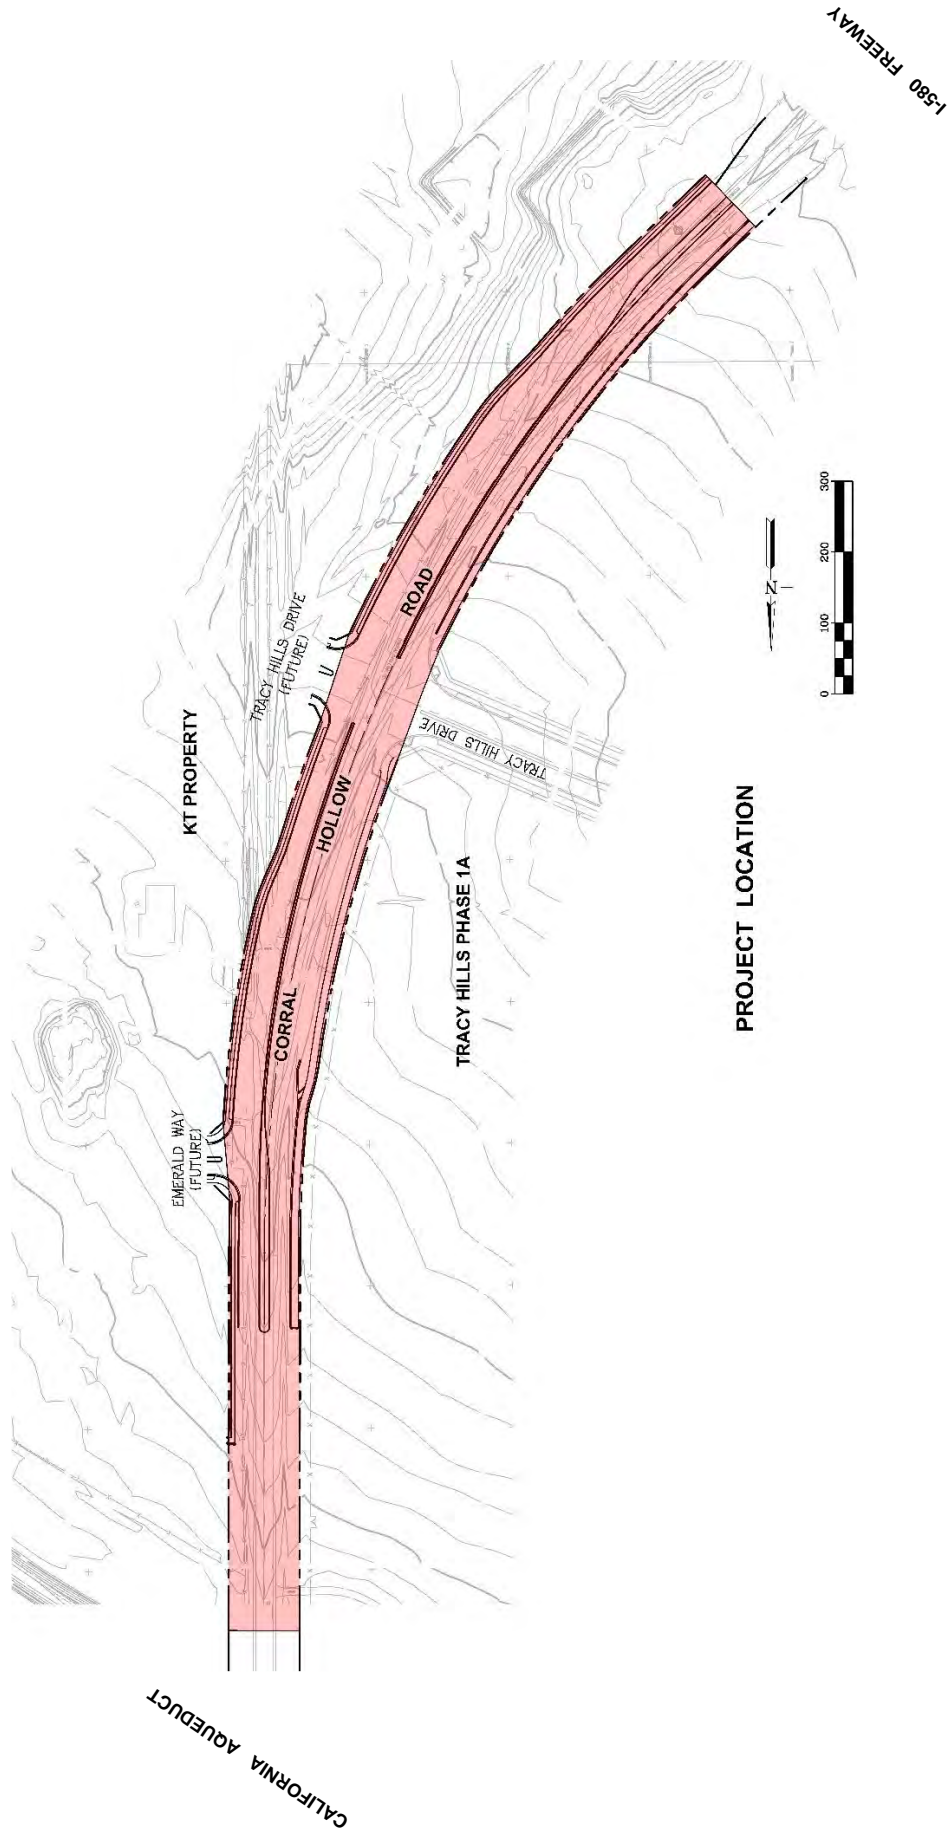 I-580 FREEWAY
TRACY HILLS DRIVE
(FUTURE)
ROAD
KT PROPERTY
TRACY HILLS DRIVE
HOLLOW
TRACY HILLS PHASE 1A
CORRAL
EMERALD WAY
(FUTURE)
N
0 100 200 300
PROJECT LOCATION
CALIFORNIA AQUEDUCT